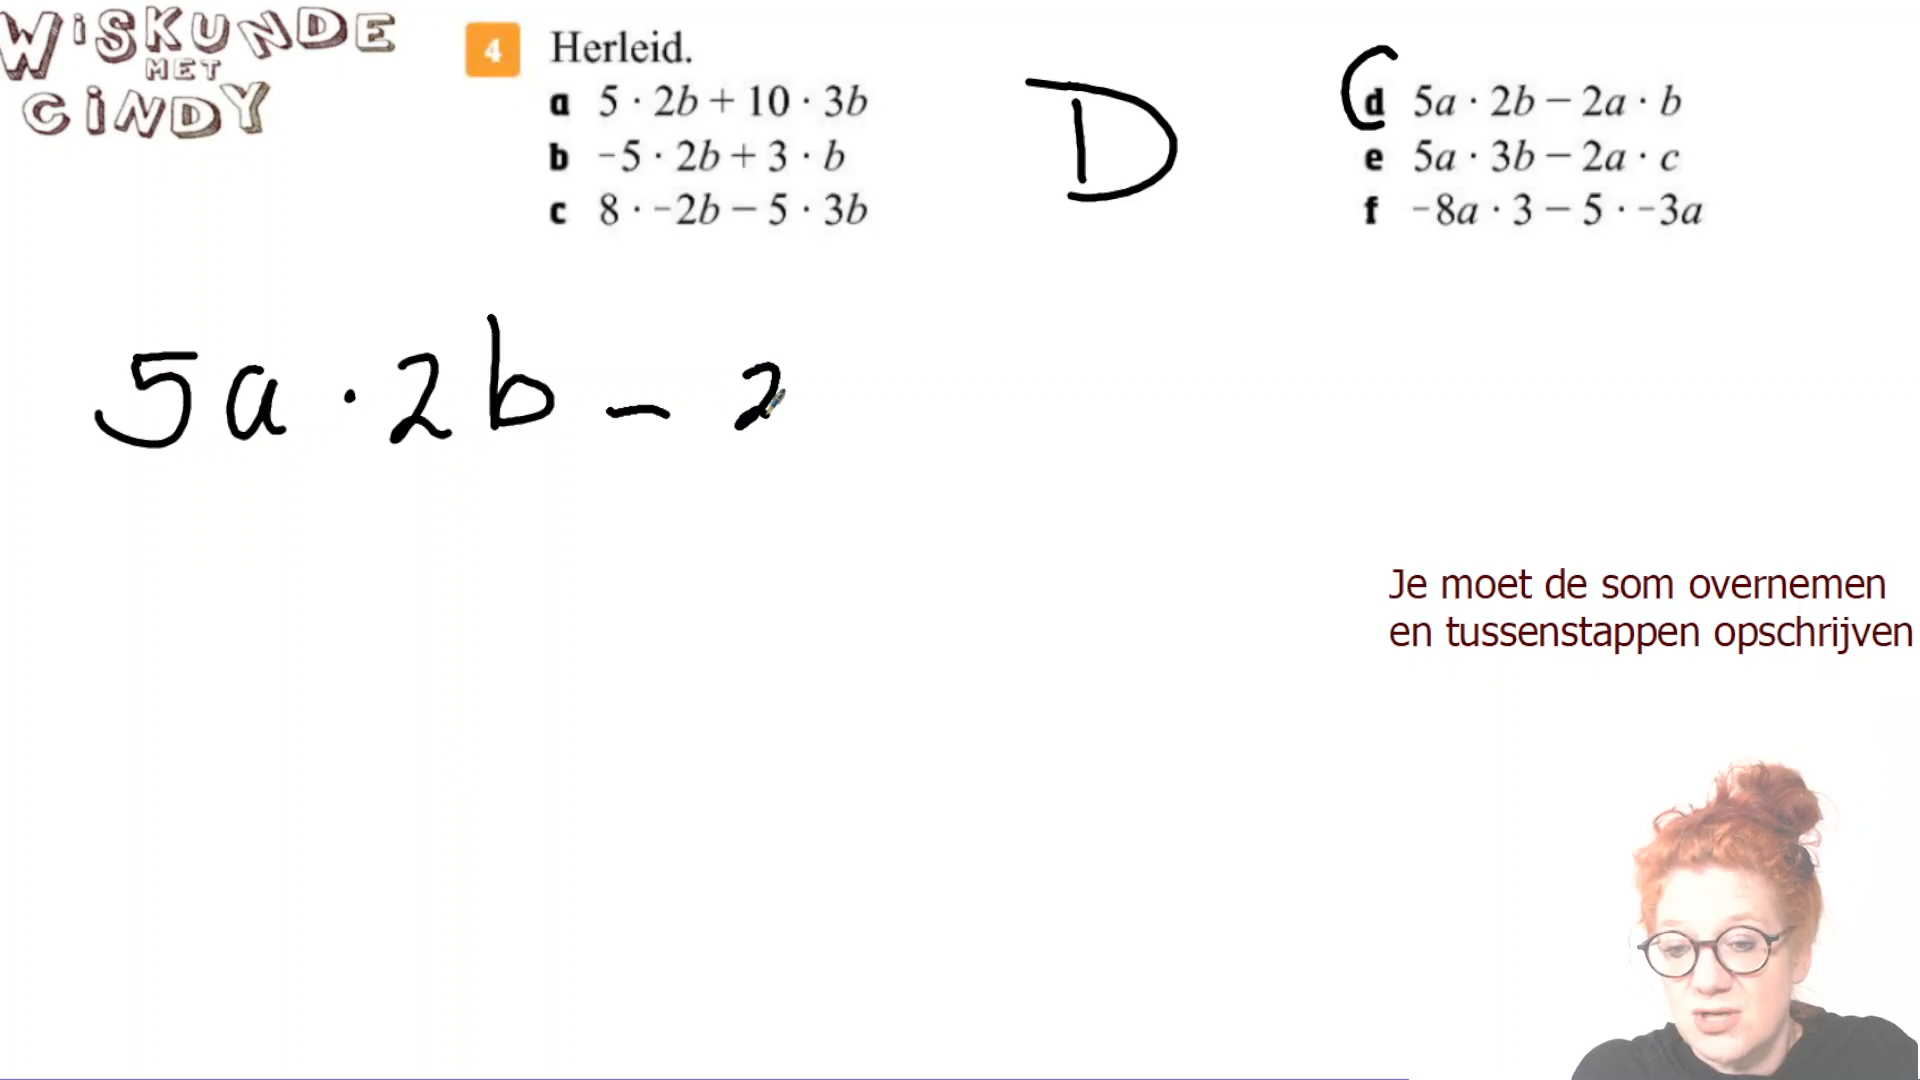 WiSKUNDE
MET
CiNDY
4 Herleid.
a 5 · 2b + 10 · 3b
b -5 · 2b + 3 · b
c 8 · -2b – 5 · 3b
D
d 5a · 2b – 2a · b
e 5a · 3b – 2a · c
f -8a · 3 – 5 · -3a
5a · 2b – 2
Je moet de som overnemen
en tussenstappen opschrijven